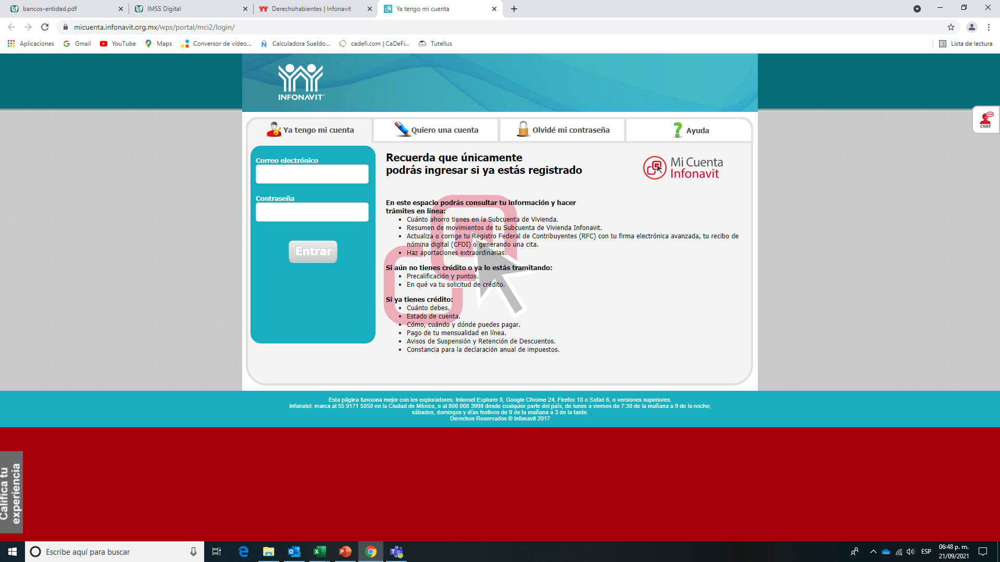 bancos-entidad.pdf
IMSS Digital
Derechohabientes | Infonavit
Ya tengo mi cuenta
micuenta.infonavit.org.mx/wps/portal/mci2/login/
Aplicaciones
Gmail
YouTube
Maps
Conversor de vídeo...
Calculadora Sueldo...
cadefi.com | CaDeFi...
Tutellus
Lista de lectura
INFONAVIT
CHAT
Ya tengo mi cuenta
Quiero una cuenta
Olvidé mi contraseña
Ayuda
Correo electrónico
Contraseña
Entrar
Recuerda que únicamente
podrás ingresar si ya estás registrado
Mi Cuenta
Infonavit
En este espacio podrás consultar tu información y hacer
trámites en línea:
Cuánto ahorro tienes en la Subcuenta de Vivienda.
Resumen de movimientos de tu Subcuenta de Vivienda Infonavit.
Actualiza o corrige tu Registro Federal de Contribuyentes (RFC) con tu firma electrónica avanzada, tu recibo de
nómina digital (CFDI) o generando una cita.
Haz aportaciones extraordinarias.
Si aún no tienes crédito o ya lo estás tramitando:
Precalificación y puntos.
En qué va tu solicitud de crédito.
Si ya tienes crédito:
Cuánto debes.
Estado de cuenta.
Cómo, cuándo y dónde puedes pagar.
Pago de tu mensualidad en línea.
Avisos de Suspensión y Retención de Descuentos.
Constancia para la declaración anual de impuestos.
Esta página funciona mejor con los exploradores: Internet Explorer 8, Google Chrome 24, Firefox 18 o Safari 6, o versiones superiores.
Infonatel: marca al 55 9171 5050 en la Ciudad de México, o al 800 008 3900 desde cualquier parte del país, de lunes a viernes de 7:30 de la mañana a 9 de la noche;
sábados, domingos y días festivos de 9 de la mañana a 3 de la tarde.
Derechos Reservados © Infonavit 2017
Califica tu
experiencia
Escribe aquí para buscar
ESP
06:48 p. m.
21/09/2021